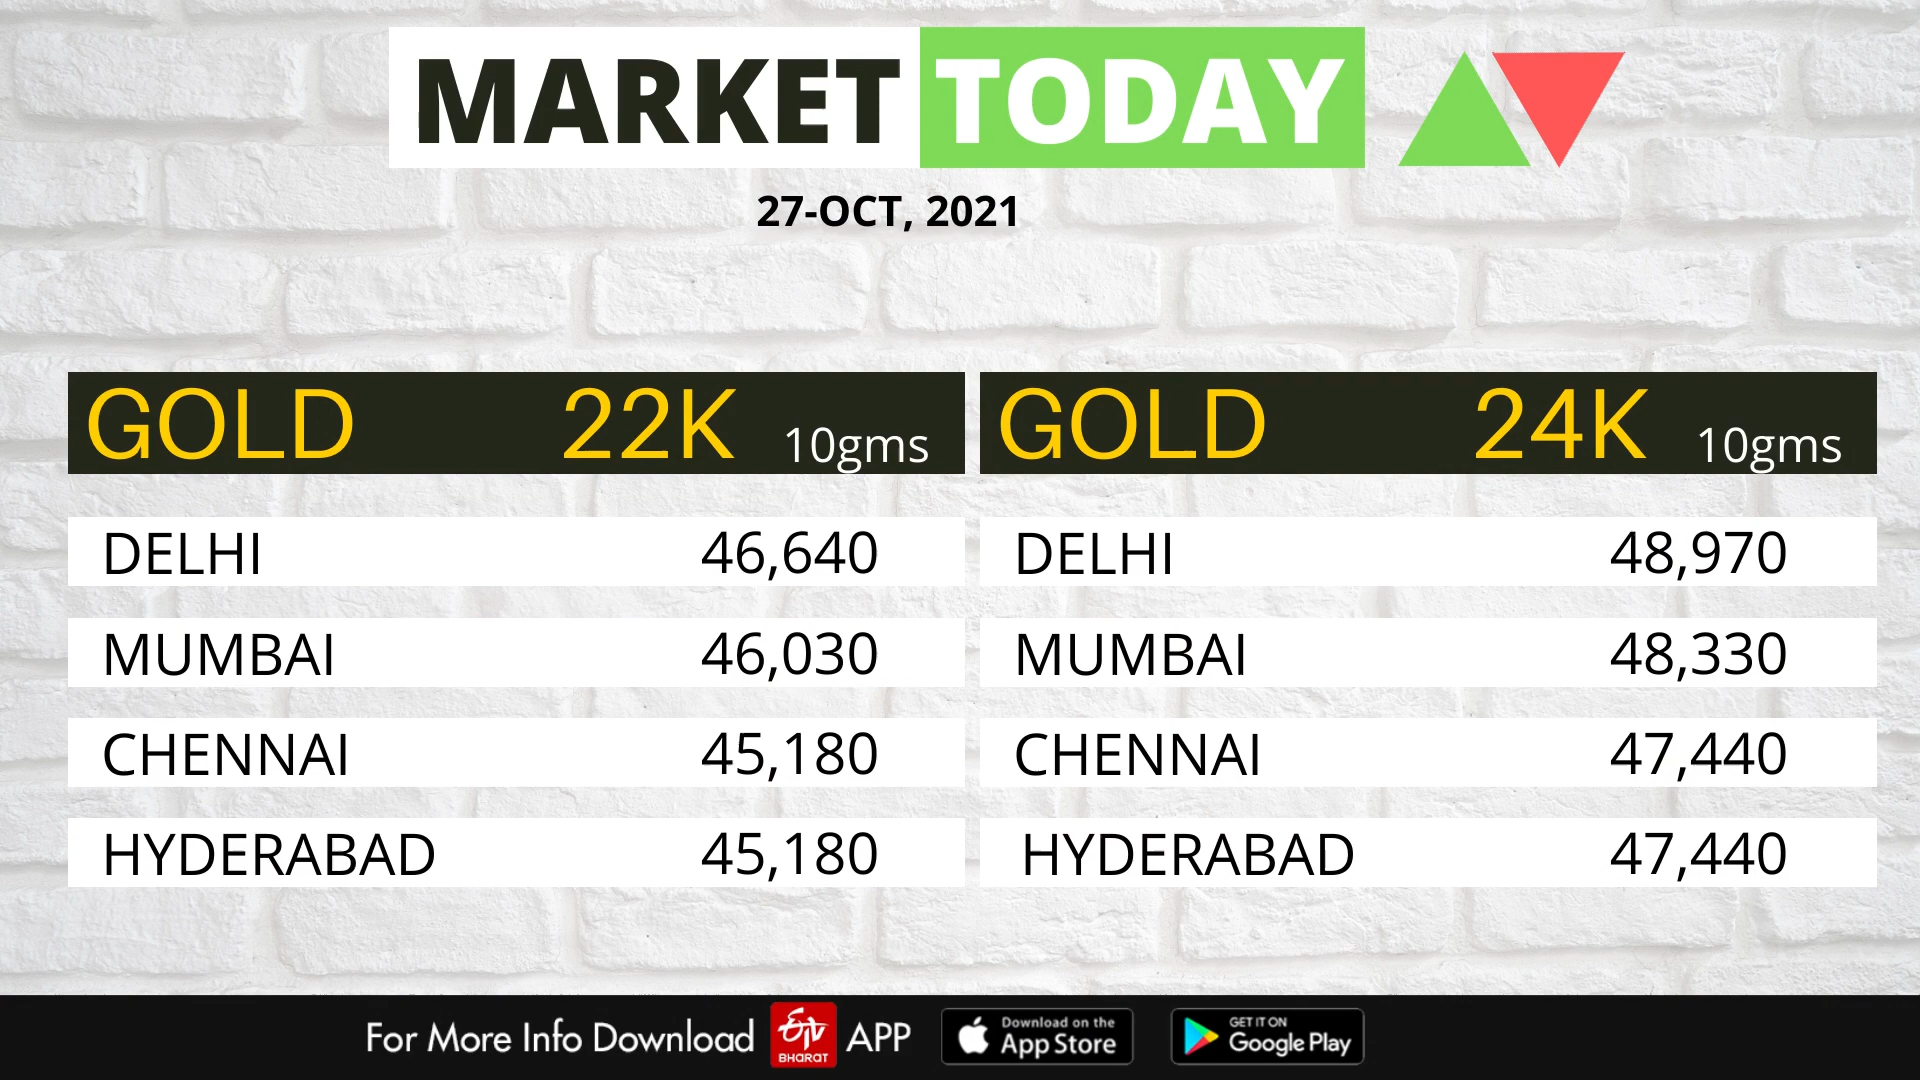 MARKET TODAY
27-OCT, 2021
GOLD 22K 10gms
DELHI 46,640
MUMBAI 46,030
CHENNAI 45,180
HYDERABAD 45,180
GOLD 24K 10gms
DELHI 48,970
MUMBAI 48,330
CHENNAI 47,440
HYDERABAD 47,440
For More Info Download ETV BHARAT APP
Download on the
App Store
GET IT ON
Google Play